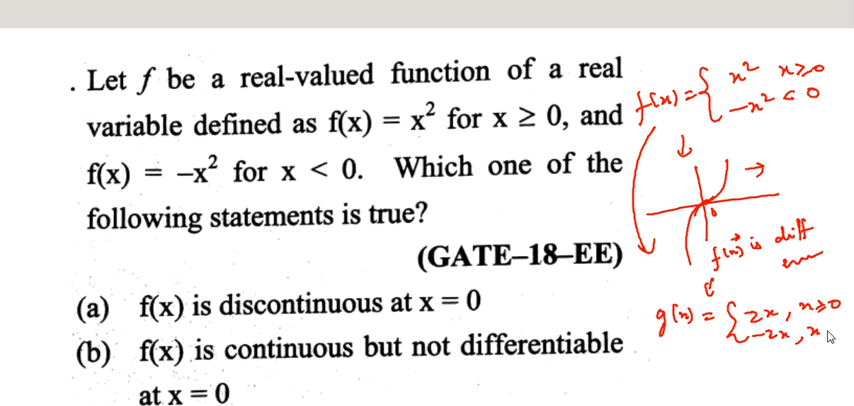 . Let f be a real-valued function of a real
variable defined as f(x) = x² for x ≥ 0, and
f(x) = –x² for x < 0. Which one of the
following statements is true?
(GATE–18–EE)
(a) f(x) is discontinuous at x = 0
(b) f(x) is continuous but not differentiable
at x = 0
f(x) = { x² x≥0
–x² < 0
0
f(x) is diff
g(x) = { 2x, x≥0
–2x, x